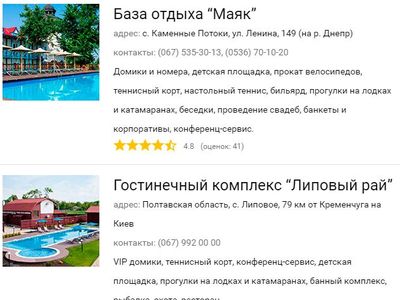 База отдыха “Маяк”
адрес: с. Каменные Потоки, ул. Ленина, 149 (на р. Днепр)
контакты: (067) 535-30-13, (0536) 70-10-20
Домики и номера, детская площадка, прокат велосипедов,
теннисный корт, настольный теннис, бильярд, прогулки на лодках
и катамаранах, беседки, проведение свадеб, банкеты и
корпоративы, конференц-сервис.
4.8 (оценок: 41)
Гостинечный комплекс “Липовый рай”
адрес: Полтавская область, с. Липовое, 79 км от Кременчуга на
Киев
контакты: (067) 992 00 00
VIP домики, теннисный корт, конференц-сервис, детская
площадка, прогулки на лодках и катамаранах, банный комплекс,
рыбалка, охота, ресторан